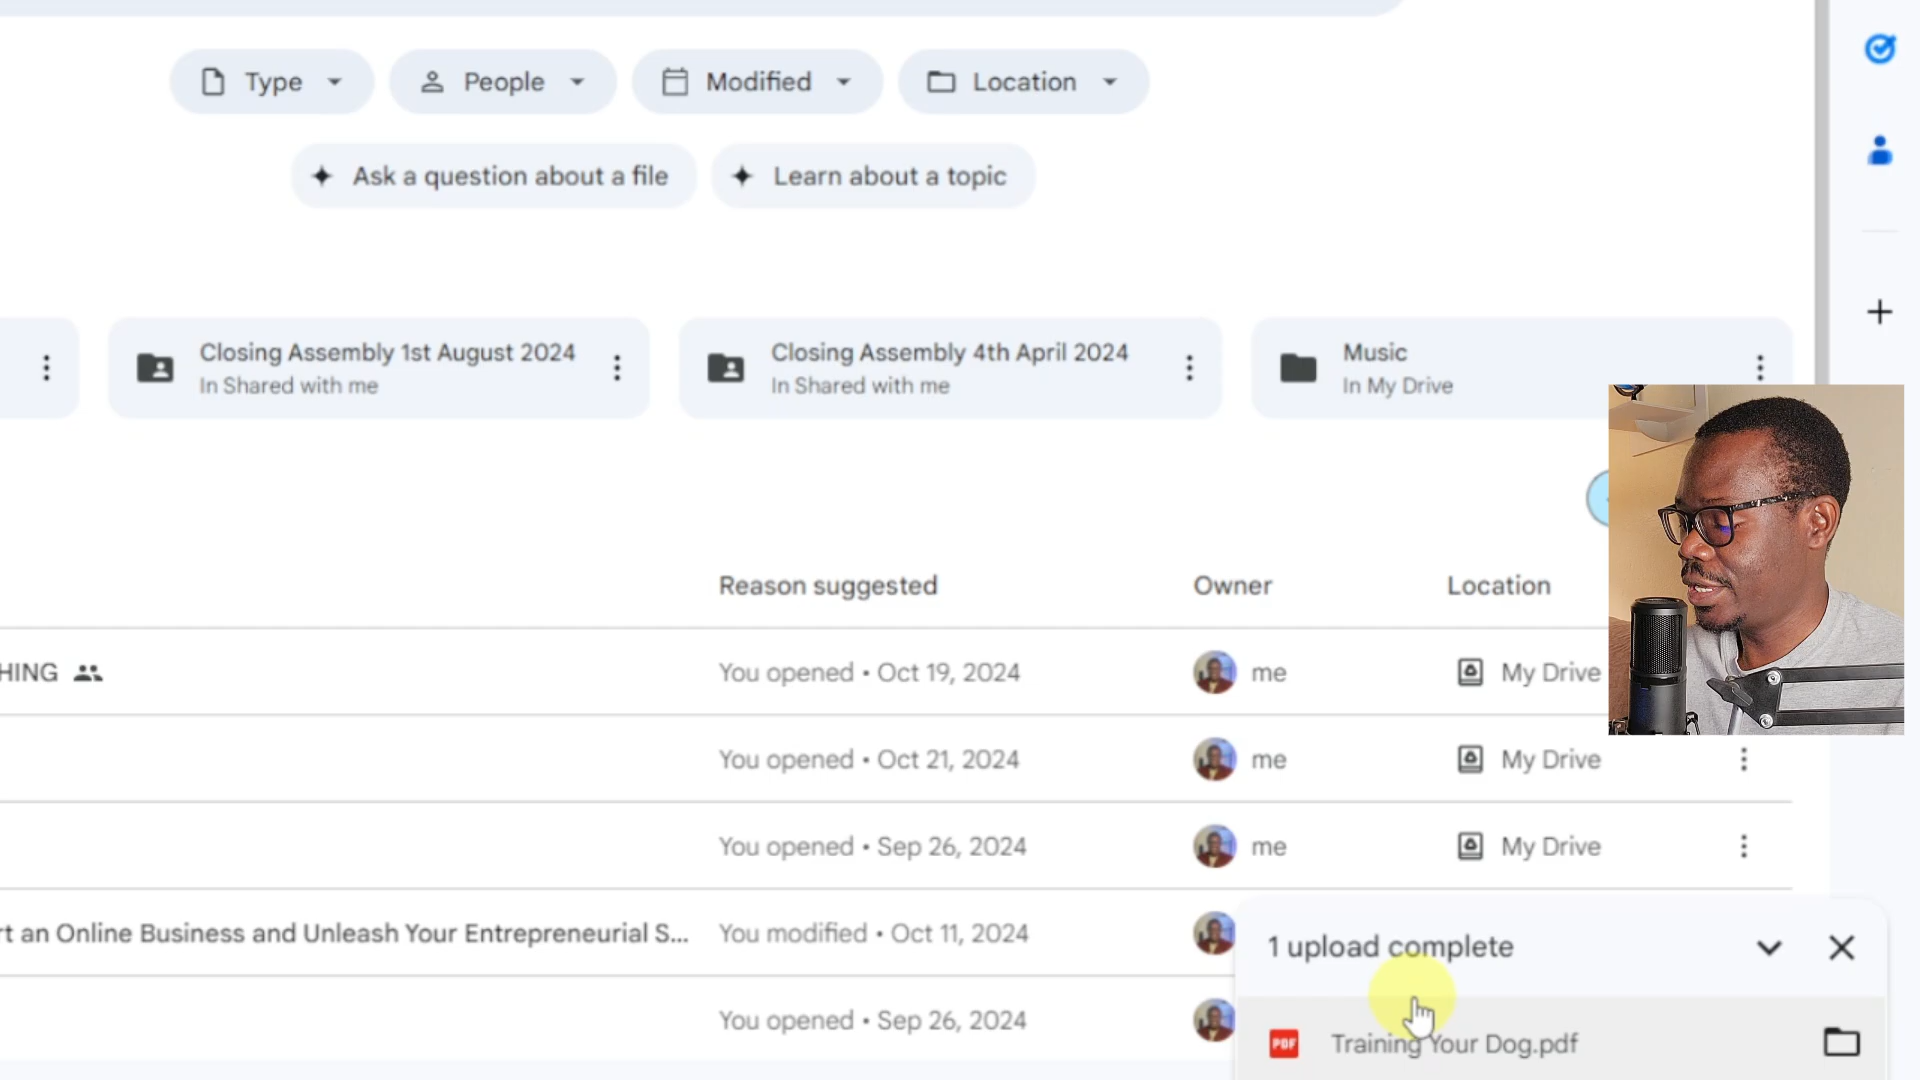 Type
People
Modified
Location
Ask a question about a file
Learn about a topic
Closing Assembly 1st August 2024
In Shared with me
Closing Assembly 4th April 2024
In Shared with me
Music
In My Drive
Reason suggested
Owner
Location
HING
You opened • Oct 19, 2024
me
My Drive
You opened • Oct 21, 2024
me
My Drive
You opened • Sep 26, 2024
me
My Drive
rt an Online Business and Unleash Your Entrepreneurial S...
You modified • Oct 11, 2024
You opened • Sep 26, 2024
1 upload complete
PDF
Training Your Dog.pdf